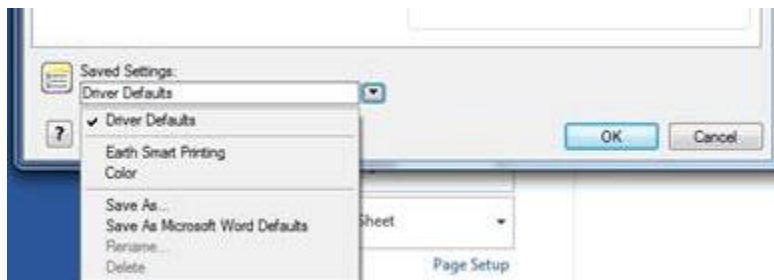 Saved Settings:
Driver Defaults
Driver Defaults
?
OK
Cancel
Earth Smart Printing
Color
Save As...
Save As Microsoft Word Defaults
Sheet
Rename...
Delete
Page Setup